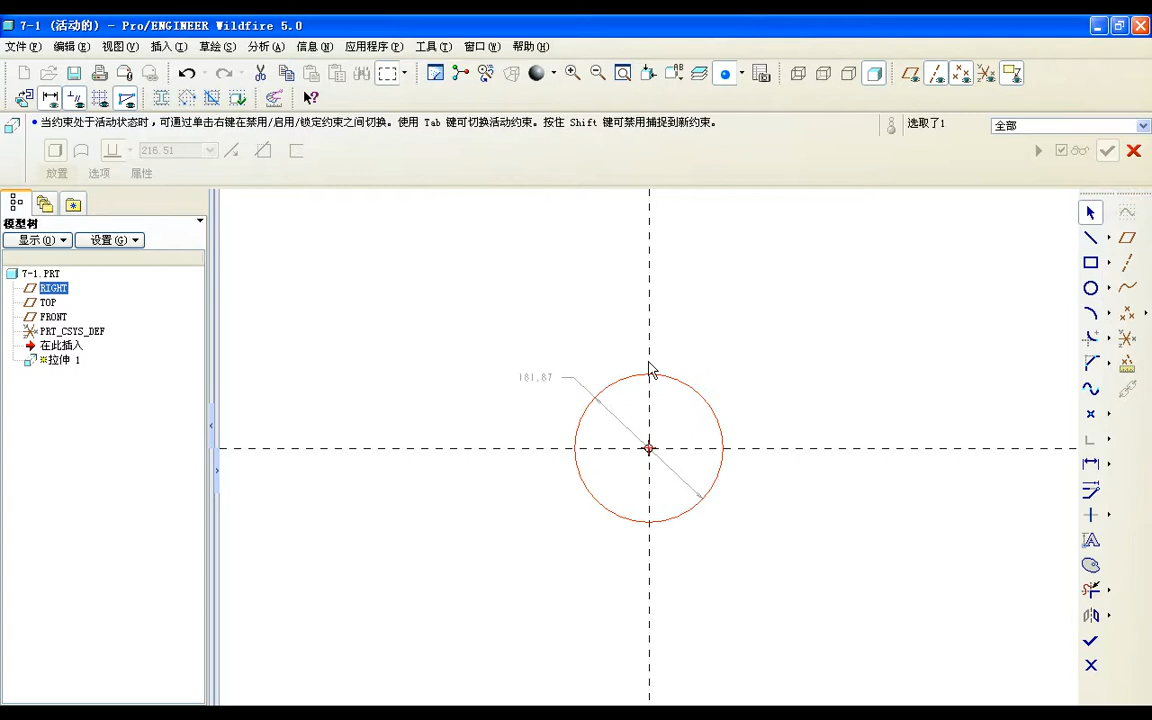 7-1 (活动的) - Pro/ENGINEER Wildfire 5.0
文件(F) 编辑(E) 视图(V) 插入(I) 草绘(S) 分析(A) 信息(N) 应用程序(P) 工具(T) 窗口(W) 帮助(H)
当约束处于活动状态时，可通过单击右键在禁用/启用/锁定约束之间切换。使用 Tab 键可切换活动约束。按住 Shift 键可禁用捕捉到新约束。
选取了1
全部
216.51
放置 选项 属性
模型树
显示(O) 设置(G)
7-1.PRT
RIGHT
TOP
FRONT
PRT_CSYS_DEF
在此插入
拉伸 1
181.87